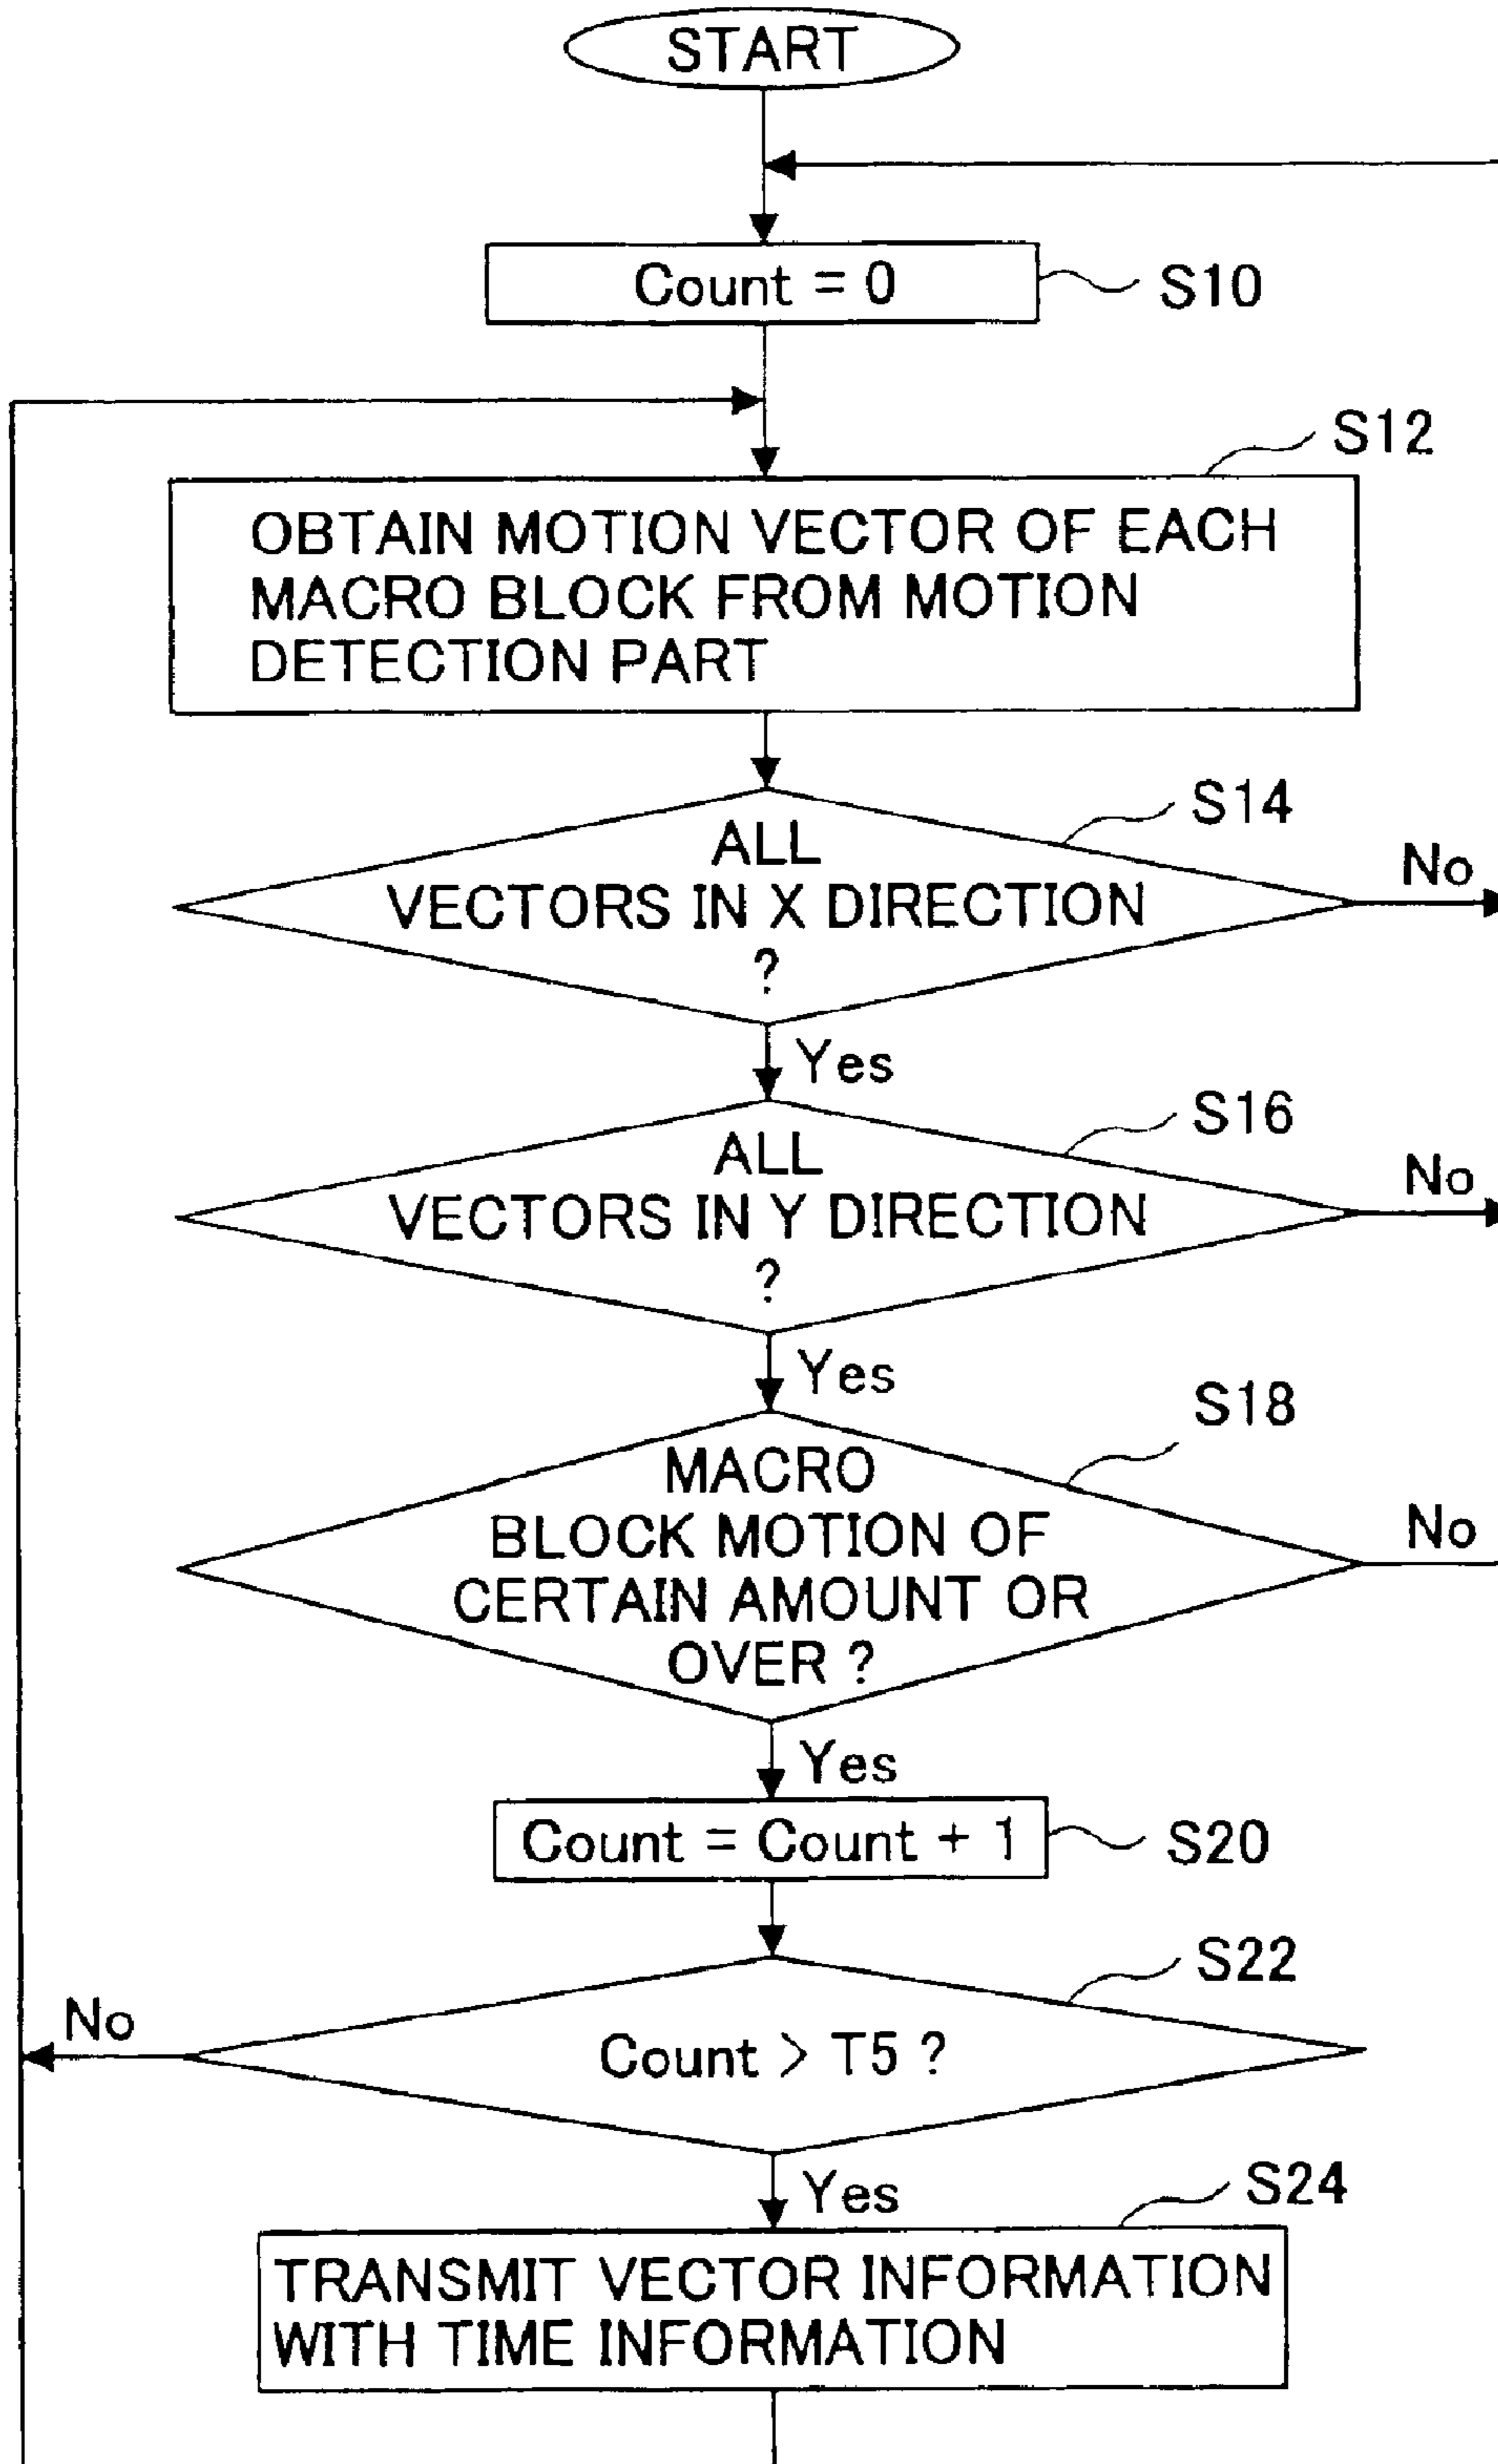 START
Count = 0
S10
S12
OBTAIN MOTION VECTOR OF EACH
MACRO BLOCK FROM MOTION
DETECTION PART
S14
ALL
VECTORS IN X DIRECTION
?
No
Yes
S16
ALL
VECTORS IN Y DIRECTION
?
No
Yes
S18
MACRO
BLOCK MOTION OF
CERTAIN AMOUNT OR
OVER ?
No
Yes
Count = Count + 1
S20
S22
Count > T5 ?
No
Yes
S24
TRANSMIT VECTOR INFORMATION
WITH TIME INFORMATION